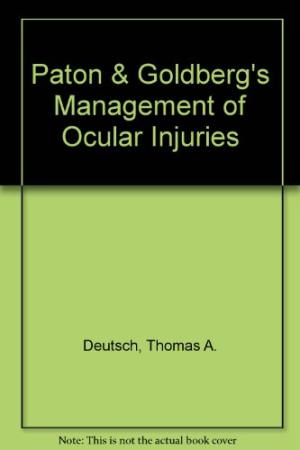 Paton & Goldberg's
Management of
Ocular Injuries
Deutsch, Thomas A.
Note: This is not the actual book cover